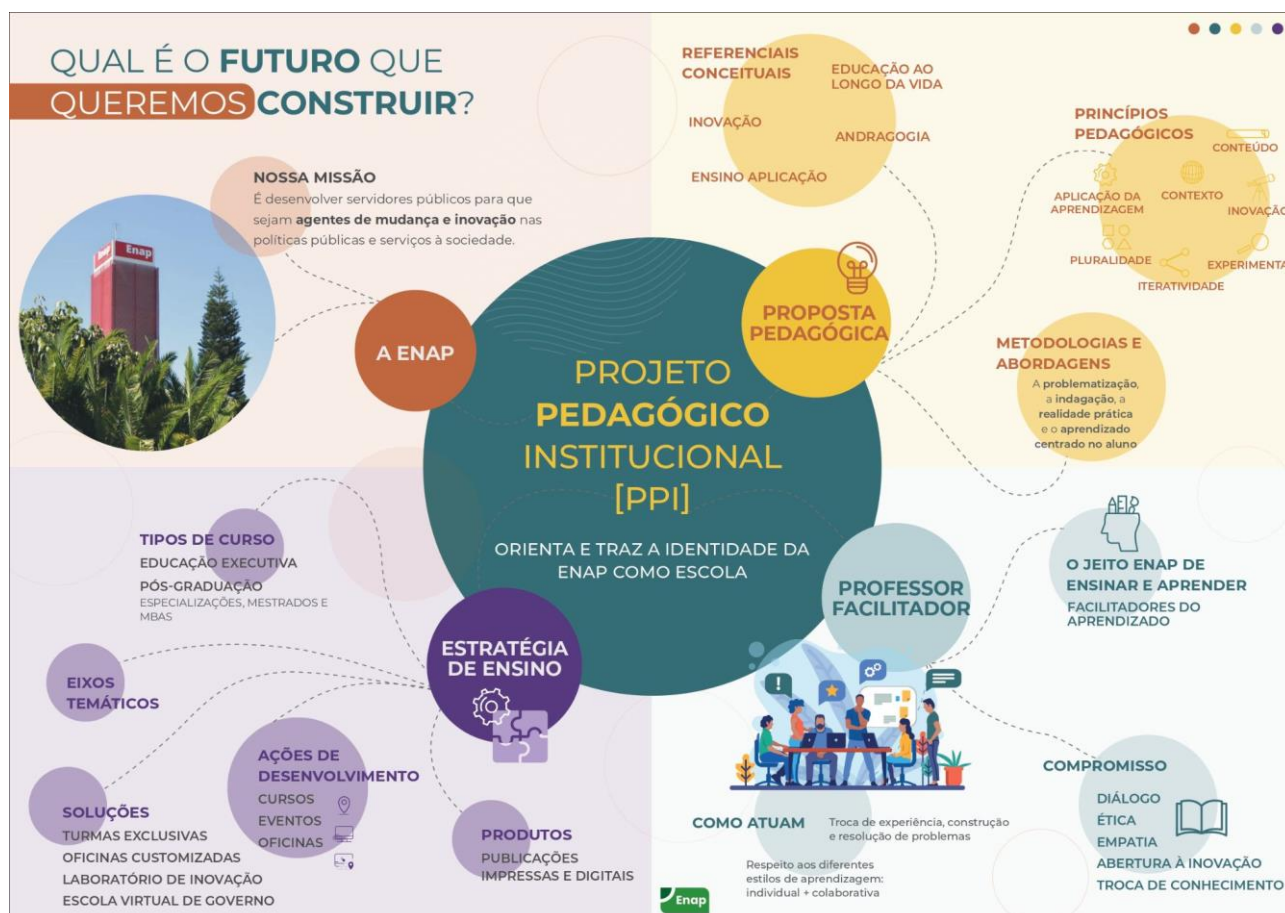 QUAL É O FUTURO QUE
QUEREMOS CONSTRUIR?
NOSSA MISSÃO
É desenvolver servidores públicos para que
sejam agentes de mudança e inovação nas
políticas públicas e serviços à sociedade.
Enap
Enap
A ENAP
REFERENCIAIS
CONCEITUAIS
EDUCAÇÃO AO
LONGO DA VIDA
INOVAÇÃO
ANDRAGOGIA
ENSINO APLICAÇÃO
PRINCÍPIOS
PEDAGÓGICOS
CONTEÚDO
APLICAÇÃO DA
APRENDIZAGEM
CONTEXTO
INOVAÇÃO
PLURALIDADE
EXPERIMENTA
ITERATIVIDADE
PROPOSTA
PEDAGÓGICA
METODOLOGIAS E
ABORDAGENS
A problematização,
a indagação, a
realidade prática
e o aprendizado
centrado no aluno
PROJETO
PEDAGÓGICO
INSTITUCIONAL
[PPI]
ORIENTA E TRAZ A IDENTIDADE DA
ENAP COMO ESCOLA
TIPOS DE CURSO
EDUCAÇÃO EXECUTIVA
PÓS-GRADUAÇÃO
ESPECIALIZAÇÕES, MESTRADOS E
MBAS
ESTRATÉGIA
DE ENSINO
EIXOS
TEMÁTICOS
AÇÕES DE
DESENVOLVIMENTO
CURSOS
EVENTOS
OFICINAS
SOLUÇÕES
TURMAS EXCLUSIVAS
OFICINAS CUSTOMIZADAS
LABORATÓRIO DE INOVAÇÃO
ESCOLA VIRTUAL DE GOVERNO
PRODUTOS
PUBLICAÇÕES
IMPRESSAS E DIGITAIS
PROFESSOR
FACILITADOR
O JEITO ENAP DE
ENSINAR E APRENDER
FACILITADORES DO
APRENDIZADO
COMO ATUAM
Troca de experiência, construção
e resolução de problemas
Respeito aos diferentes
estilos de aprendizagem:
individual + colaborativa
COMPROMISSO
DIÁLOGO
ÉTICA
EMPATIA
ABERTURA À INOVAÇÃO
TROCA DE CONHECIMENTO
Enap